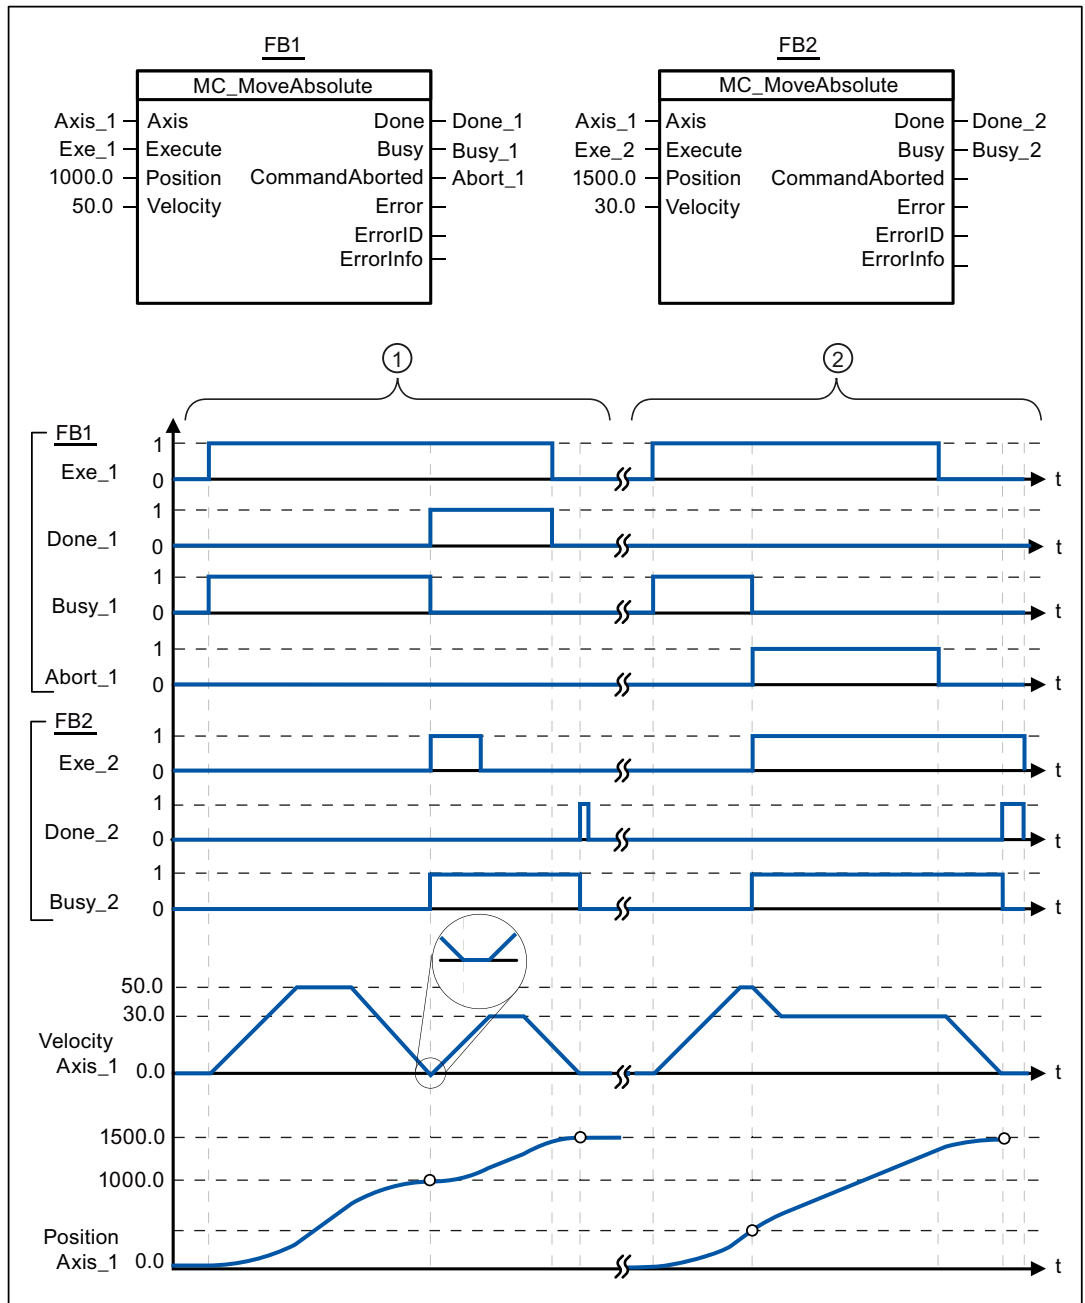 FB1 FB2
MC_MoveAbsolute MC_MoveAbsolute
Axis_1 Axis Done Done_1 Axis_1 Axis Done Done_2
Exe_1 Execute Busy Busy_1 Exe_2 Execute Busy Busy_2
1000.0 Position CommandAborted Abort_1 1500.0 Position CommandAborted
50.0 Velocity Error 30.0 Velocity Error
ErrorID ErrorID
ErrorInfo ErrorInfo
1 2
FB1
1
Exe_1
0 t
1
Done_1
0 t
1
Busy_1
0 t
1
Abort_1
0 t
FB2
1
Exe_2
0 t
1
Done_2
0 t
1
Busy_2
0 t
50.0
30.0
Velocity
Axis_1 0.0 t
1500.0
1000.0
Position
Axis_1 0.0 t